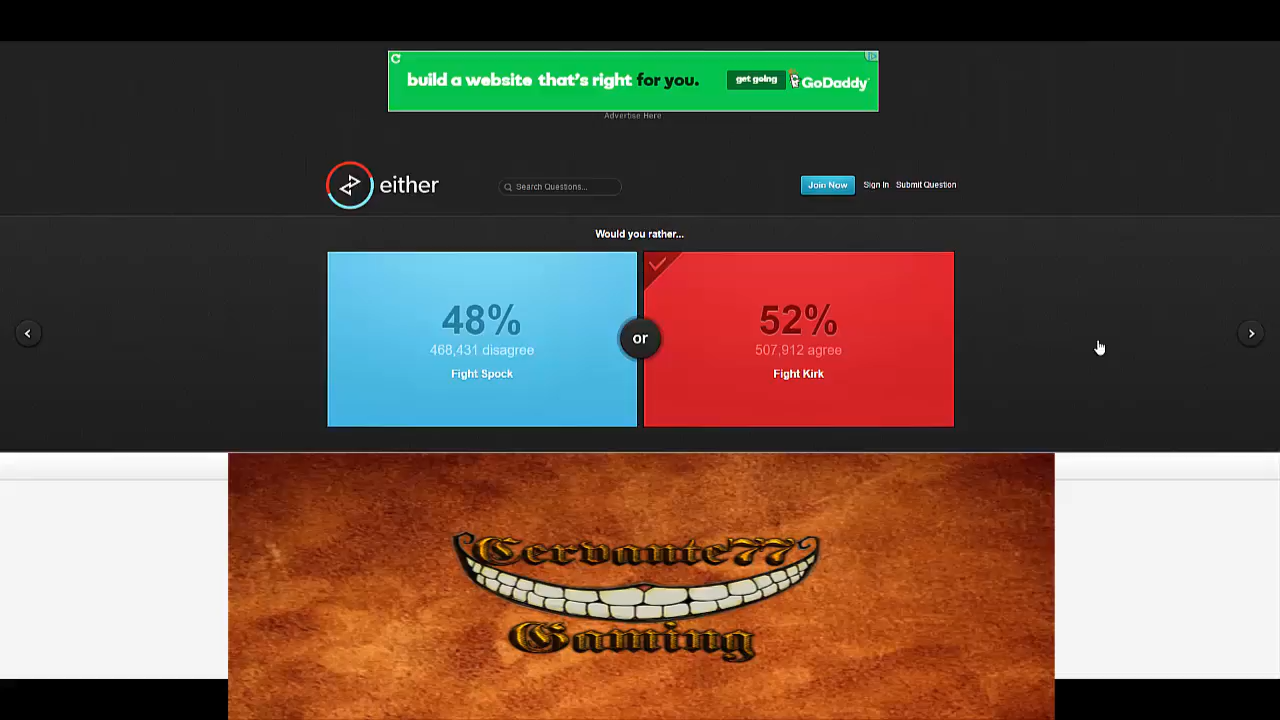 build a website that's right for you.
get going
GoDaddy
Advertise Here
either
Search Questions...
Join Now
Sign In
Submit Question
Would you rather...
48%
468,431 disagree
Fight Spock
or
52%
507,912 agree
Fight Kirk
Cervante77
Gaming